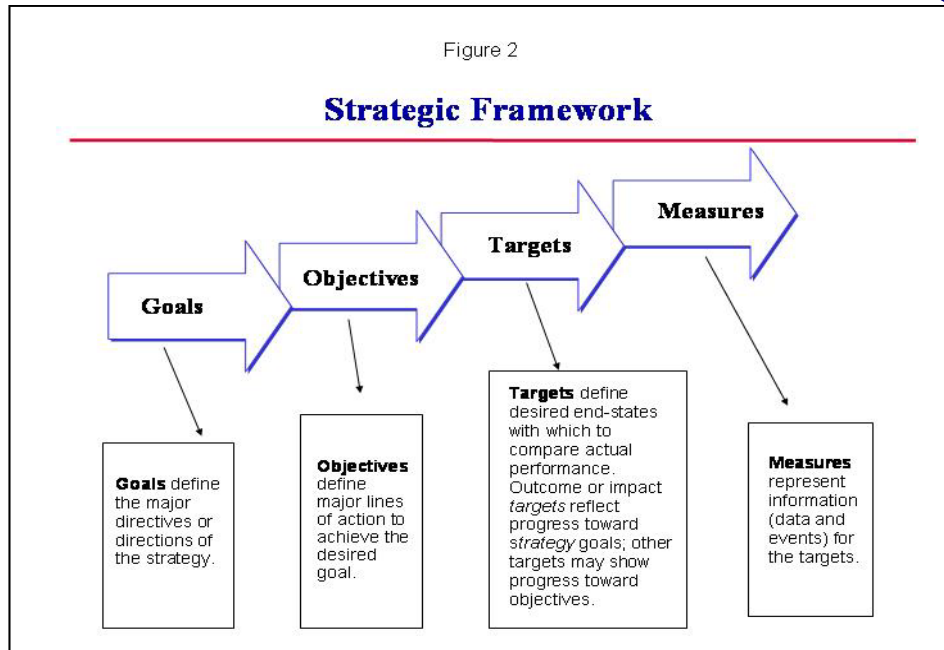 Figure 2
Strategic Framework
Goals
Objectives
Targets
Measures
Goals define
the major
directives or
directions of
the strategy.
Objectives
define
major lines
of action to
achieve the
desired
goal.
Targets define
desired end-states
with which to
compare actual
performance.
Outcome or impact
targets reflect
progress toward
strategy goals; other
targets may show
progress toward
objectives.
Measures
represent
information
(data and
events) for
the targets.